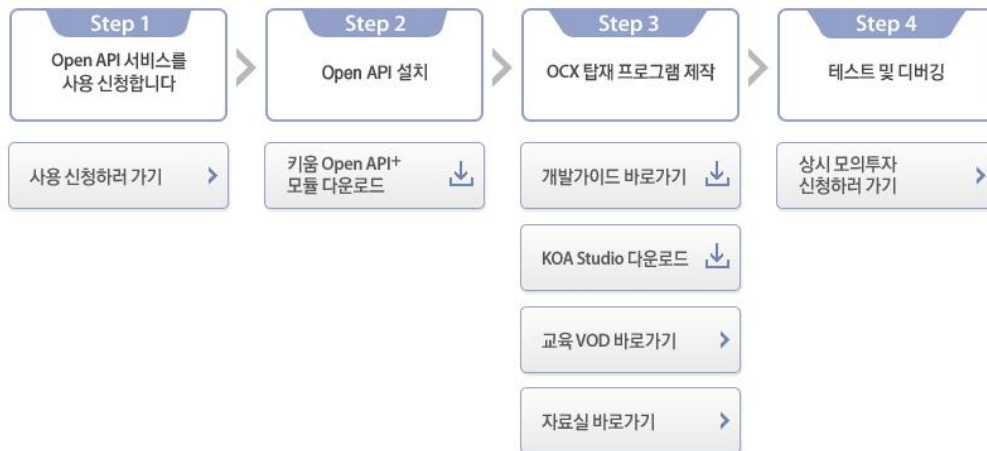 Step 1
Open API 서비스를
사용 신청합니다
사용 신청하러 가기
Step 2
Open API 설치
키움 Open API+
모듈 다운로드
Step 3
OCX 탑재 프로그램 제작
개발가이드 바로가기
KOA Studio 다운로드
교육 VOD 바로가기
자료실 바로가기
Step 4
테스트 및 디버깅
상시 모의투자
신청하러 가기